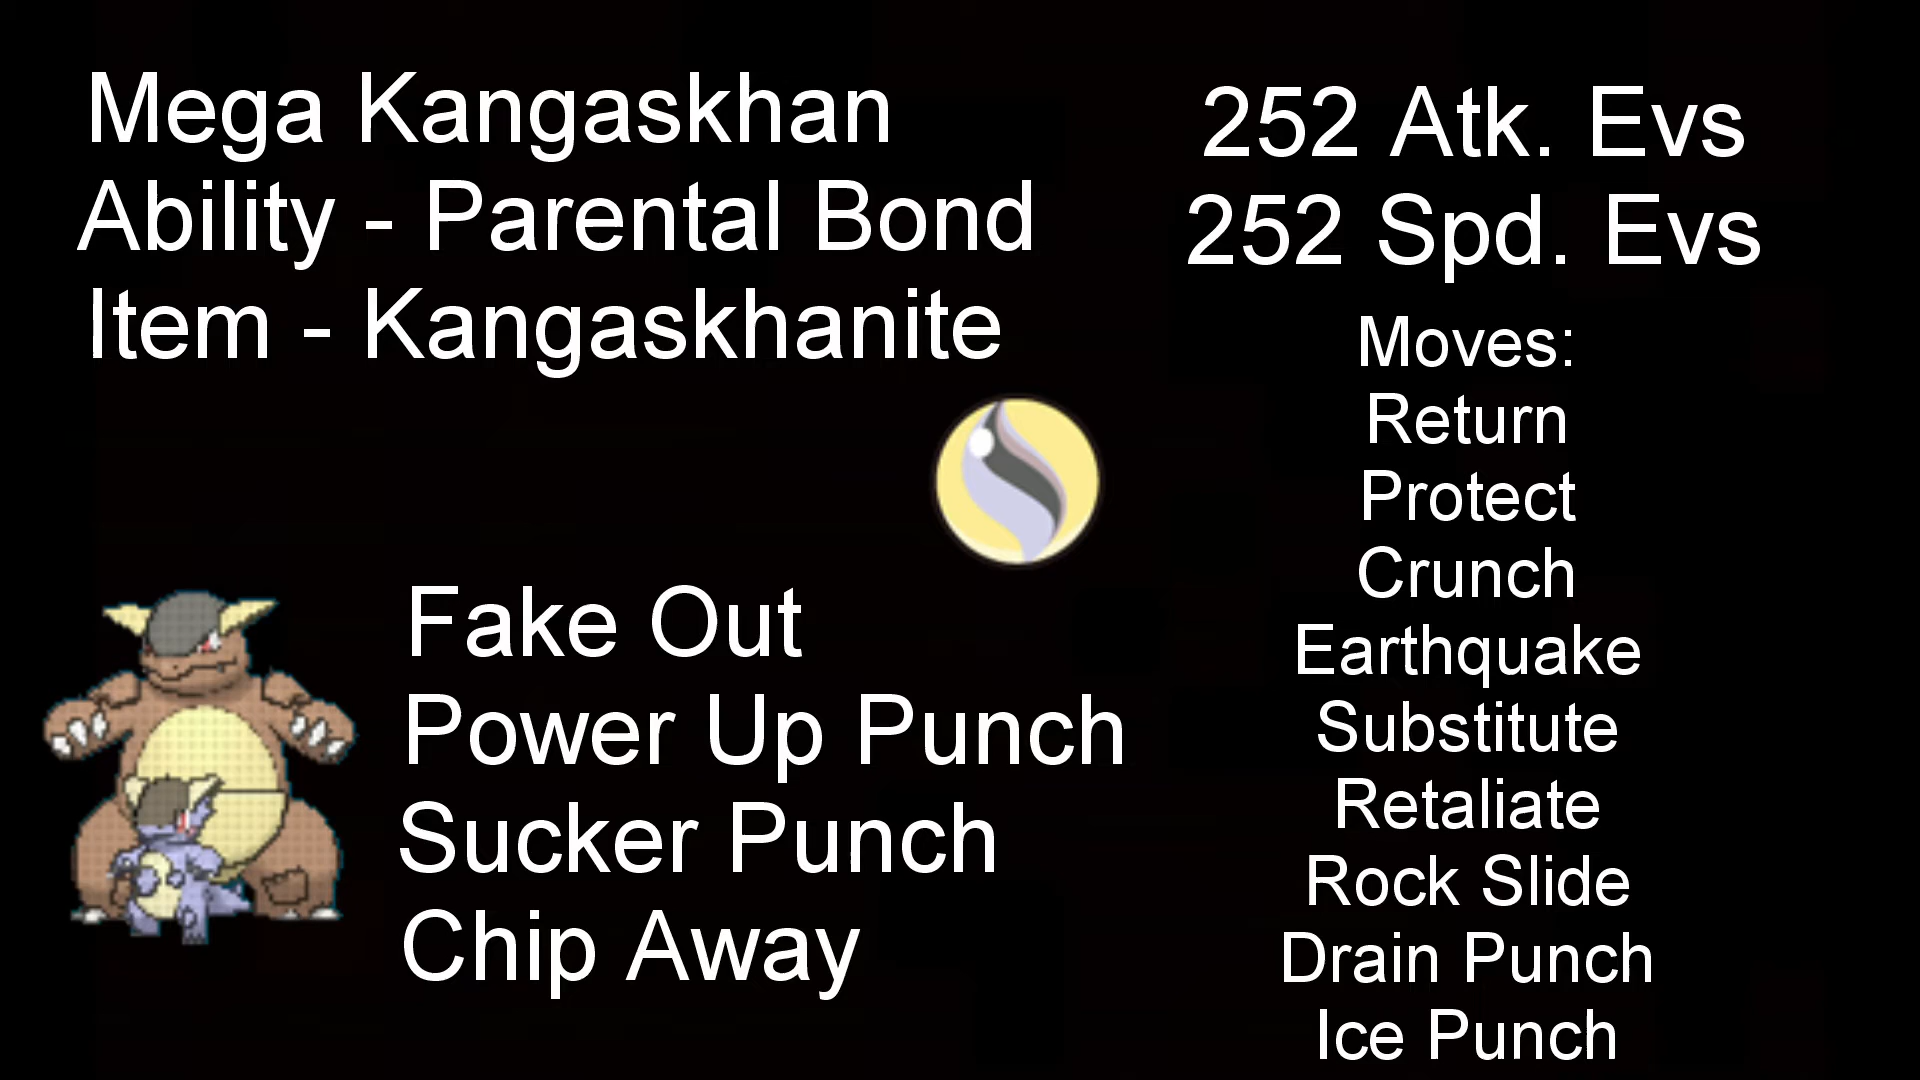 Mega Kangaskhan
Ability - Parental Bond
Item - Kangaskhanite
252 Atk. Evs
252 Spd. Evs
Fake Out
Power Up Punch
Sucker Punch
Chip Away
Moves:
Return
Protect
Crunch
Earthquake
Substitute
Retaliate
Rock Slide
Drain Punch
Ice Punch